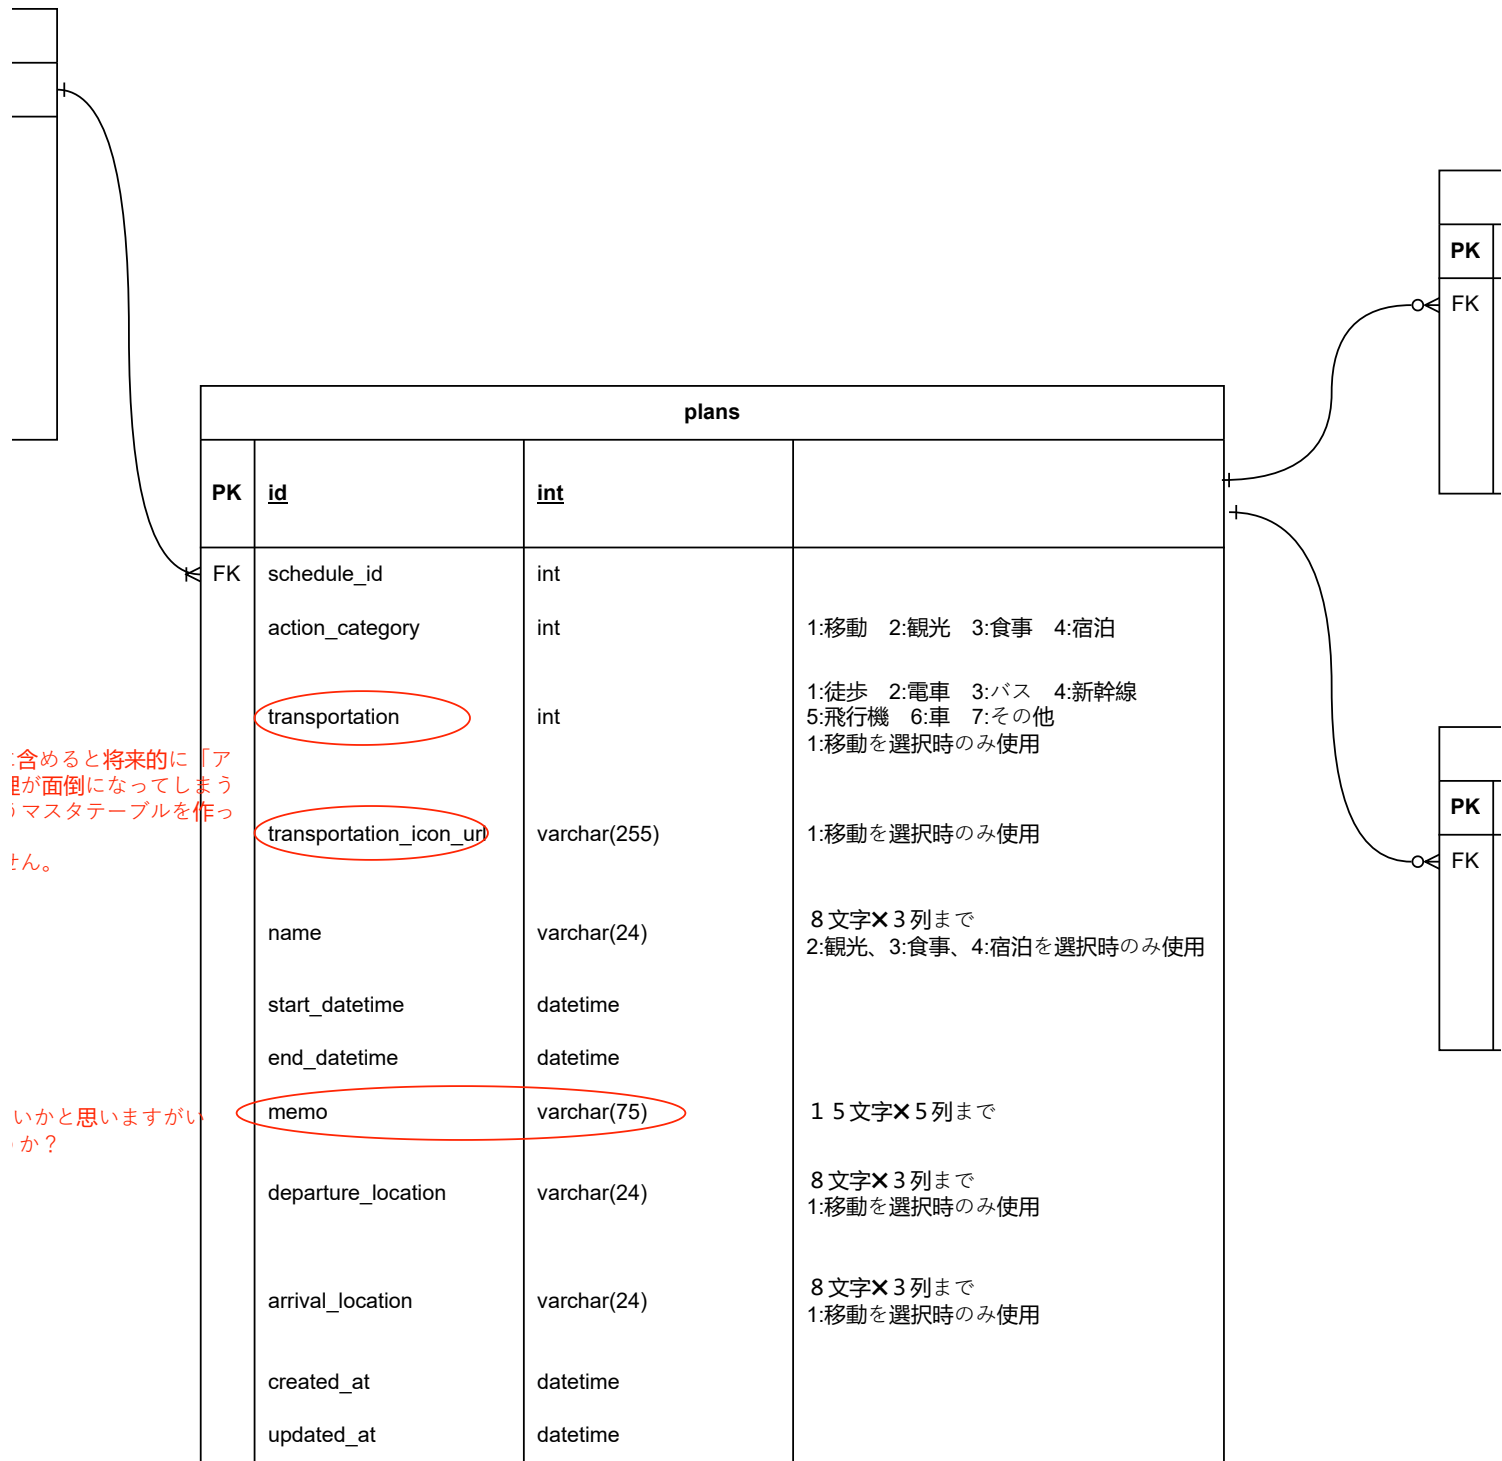 plans
PK id int
FK schedule_id int
action_category int 1:移動 2:観光 3:食事 4:宿泊
1:徒歩 2:電車 3:バス 4:新幹線
transportation int 5:飛行機 6:車 7:その他
1:移動を選択時のみ使用
transportation_icon_url varchar(255) 1:移動を選択時のみ使用
8文字×3列まで
name varchar(24)
2:観光、3:食事、4:宿泊を選択時のみ使用
start_datetime datetime
end_datetime datetime
memo varchar(75) 15文字×5列まで
8文字×3列まで
departure_location varchar(24)
1:移動を選択時のみ使用
8文字×3列まで
arrival_location varchar(24)
1:移動を選択時のみ使用
created_at datetime
updated_at datetime
含めると将来的に「ア
が面倒になってしまう
マスタテーブルを作っ
せん。
いかと思いますがい
か？
PK
FK
PK
FK